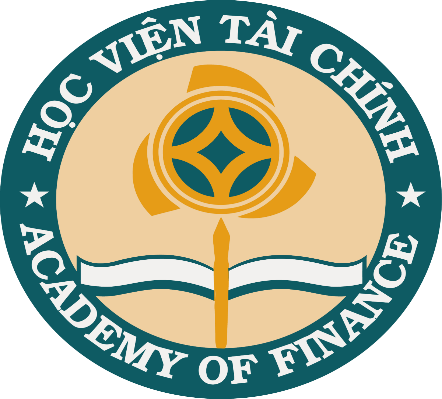 HỌC VIỆN TÀI CHÍNH
ACADEMY OF FINANCE